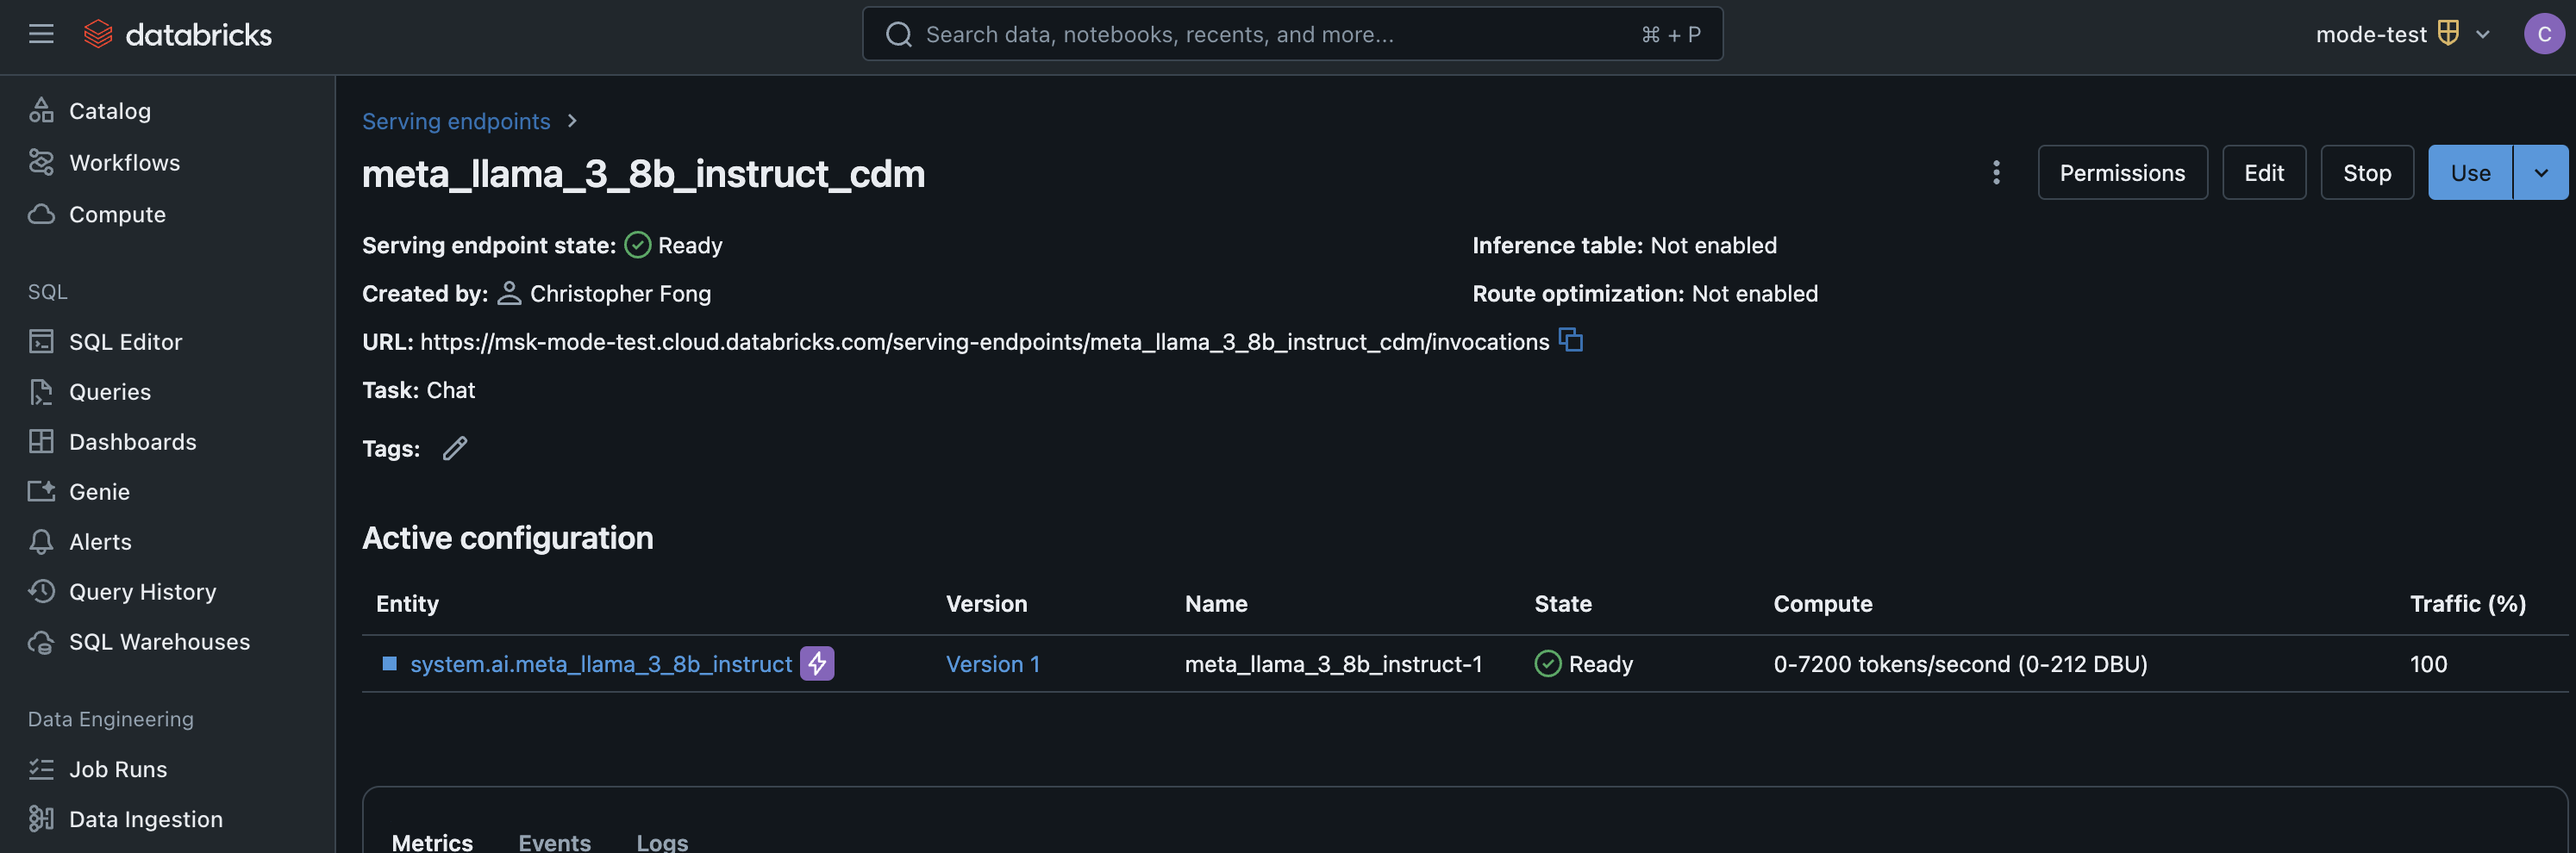 databricks
Search data, notebooks, recents, and more...
⌘ + P
mode-test
C
Catalog
Workflows
Compute
SQL
SQL Editor
Queries
Dashboards
Genie
Alerts
Query History
SQL Warehouses
Data Engineering
Job Runs
Data Ingestion
Serving endpoints
meta_llama_3_8b_instruct_cdm
Permissions
Edit
Stop
Use
Serving endpoint state: Ready
Inference table: Not enabled
Created by: Christopher Fong
Route optimization: Not enabled
URL: https://msk-mode-test.cloud.databricks.com/serving-endpoints/meta_llama_3_8b_instruct_cdm/invocations
Task: Chat
Tags:
Active configuration
Entity Version Name State Compute Traffic (%)
system.ai.meta_llama_3_8b_instruct Version 1 meta_llama_3_8b_instruct-1 Ready 0-7200 tokens/second (0-212 DBU) 100
Metrics Events Logs